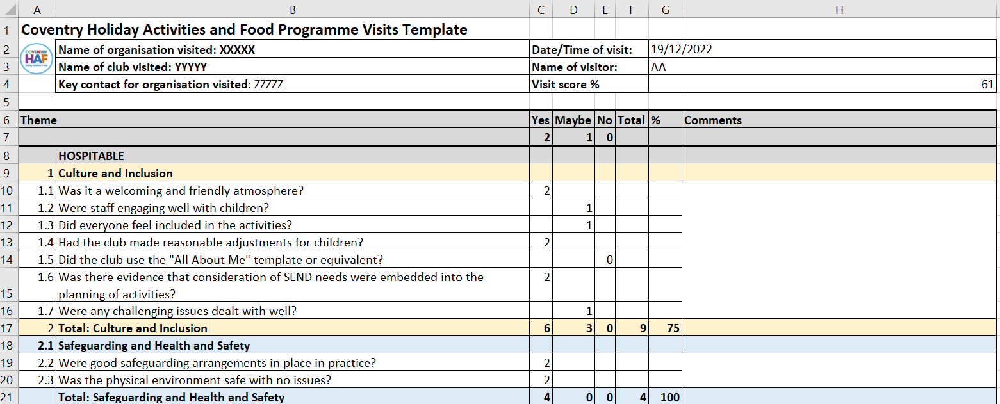 A B C D E F G H
1 Coventry Holiday Activities and Food Programme Visits Template
2 Name of organisation visited: XXXXX Date/Time of visit: 19/12/2022
COVENTRY
HAF
Holiday Activities & Food
3 Name of club visited: YYYYY Name of visitor: AA
4 Key contact for organisation visited: ZZZZZ Visit score % 61
5
6 Theme Yes Maybe No Total % Comments
7 2 1 0
8 HOSPITABLE
9 1 Culture and Inclusion
10 1.1 Was it a welcoming and friendly atmosphere? 2
11 1.2 Were staff engaging well with children? 1
12 1.3 Did everyone feel included in the activities? 1
13 1.4 Had the club made reasonable adjustments for children? 2
14 1.5 Did the club use the "All About Me" template or equivalent? 0
1.6 Was there evidence that consideration of SEND needs were embedded into the 2
15 planning of activities?
16 1.7 Were any challenging issues dealt with well? 1
17 2 Total: Culture and Inclusion 6 3 0 9 75
18 2.1 Safeguarding and Health and Safety
19 2.2 Were good safeguarding arrangements in place in practice? 2
20 2.3 Was the physical environment safe with no issues? 2
21 Total: Safeguarding and Health and Safety 4 0 0 4 100